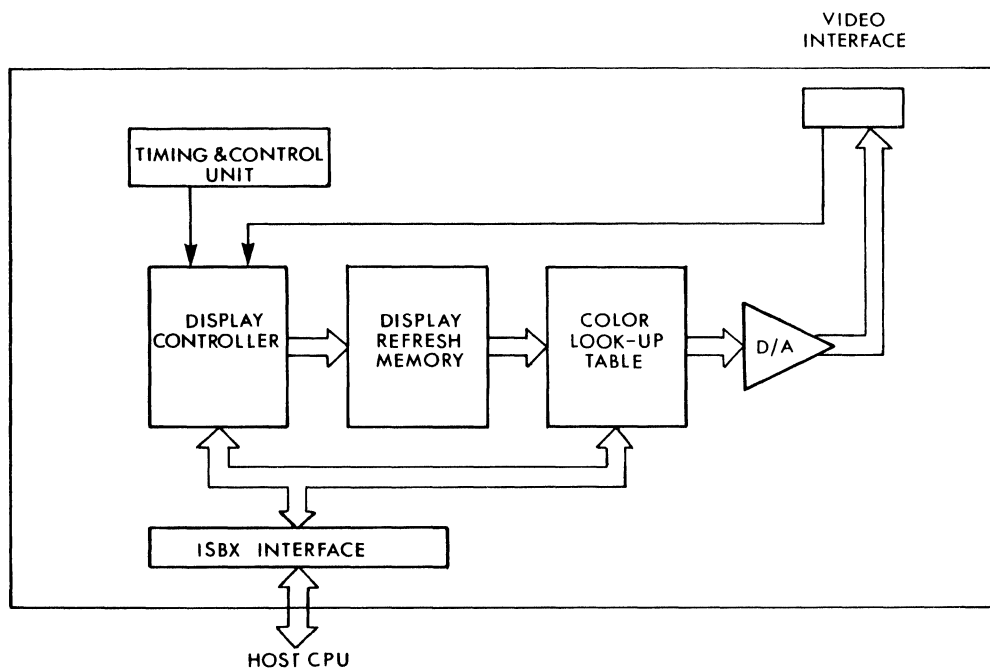 VIDEO
INTERFACE
TIMING & CONTROL
UNIT
DISPLAY
CONTROLLER
DISPLAY
REFRESH
MEMORY
COLOR
LOOK-UP
TABLE
D/A
ISBX INTERFACE
HOST CPU